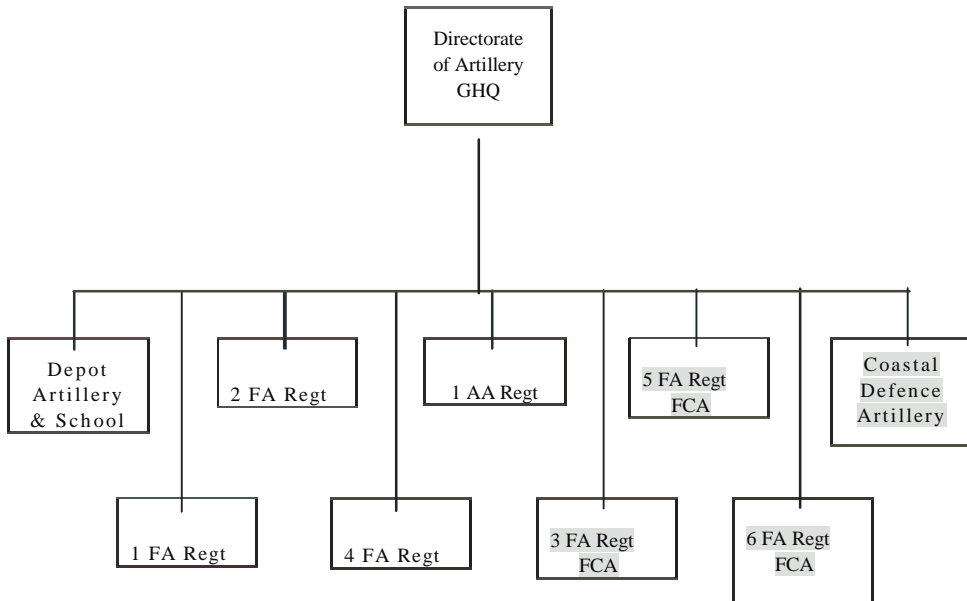 Directorate
of Artillery
GHQ
Depot
Artillery
& School
2 FA Regt
1 AA Regt
5 FA Regt
FCA
Coastal
Defence
Artillery
1 FA Regt
4 FA Regt
3 FA Regt
FCA
6 FA Regt
FCA